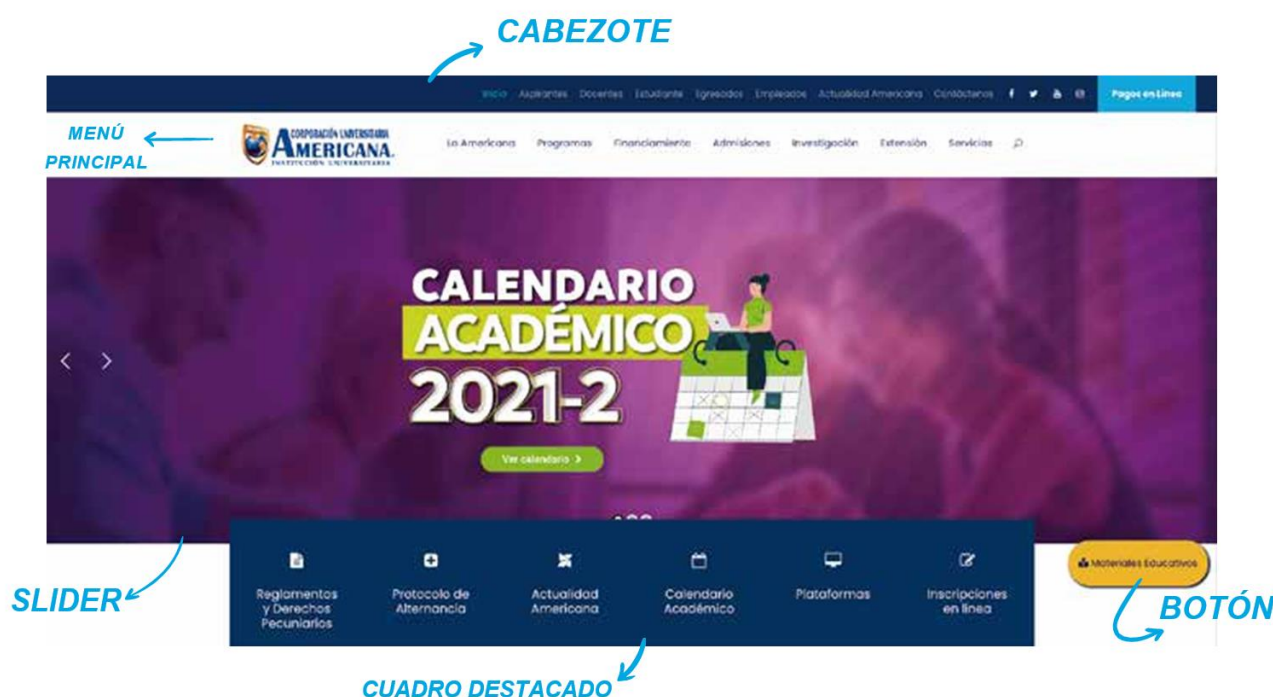 CABEZOTE
Inicio Aspirantes Docentes Estudiante Egresados Empleados Actualidad Americana Contáctenos Pagos en Línea
MENÚ
PRINCIPAL
CORPORACIÓN UNIVERSITARIA
AMERICANA.
INSTITUCIÓN UNIVERSITARIA
La Americana Programas Financiamiento Admisiones Investigación Extensión Servicios
CALENDARIO
ACADÉMICO
2021-2
Ver calendario
Reglamentos
y Derechos
Pecuniarios
Protocolo de
Alternancia
Actualidad
Americana
Calendario
Académico
Plataformas
Inscripciones
en línea
Materiales Educativos
SLIDER
BOTÓN
CUADRO DESTACADO